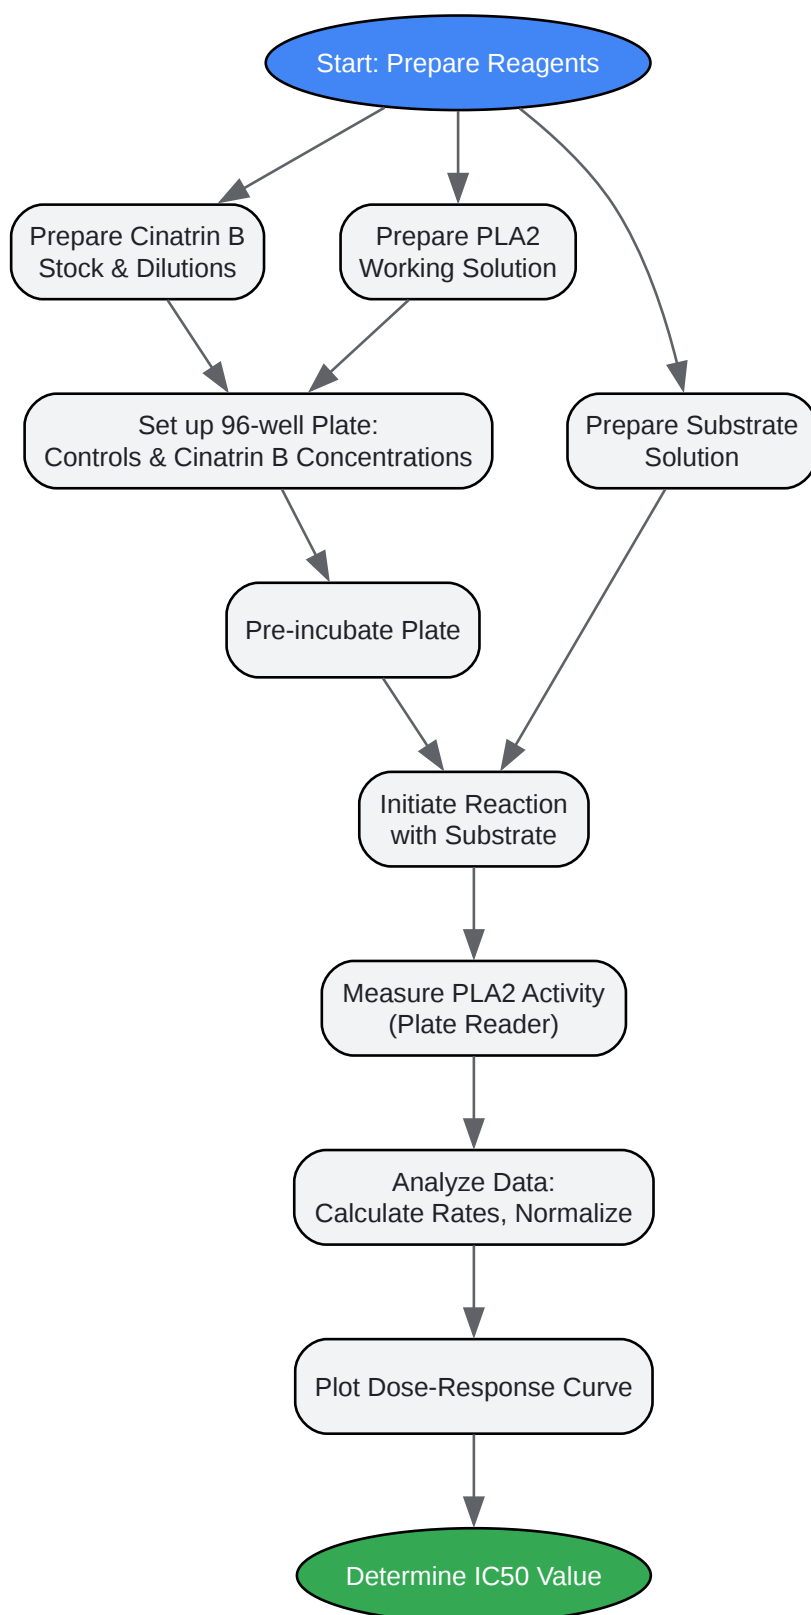 Start: Prepare Reagents
Prepare Cinatrin B
Stock & Dilutions
Prepare PLA2
Working Solution
Set up 96-well Plate:
Controls & Cinatrin B Concentrations
Prepare Substrate
Solution
Pre-incubate Plate
Initiate Reaction
with Substrate
Measure PLA2 Activity
(Plate Reader)
Analyze Data:
Calculate Rates, Normalize
Plot Dose-Response Curve
Determine IC50 Value